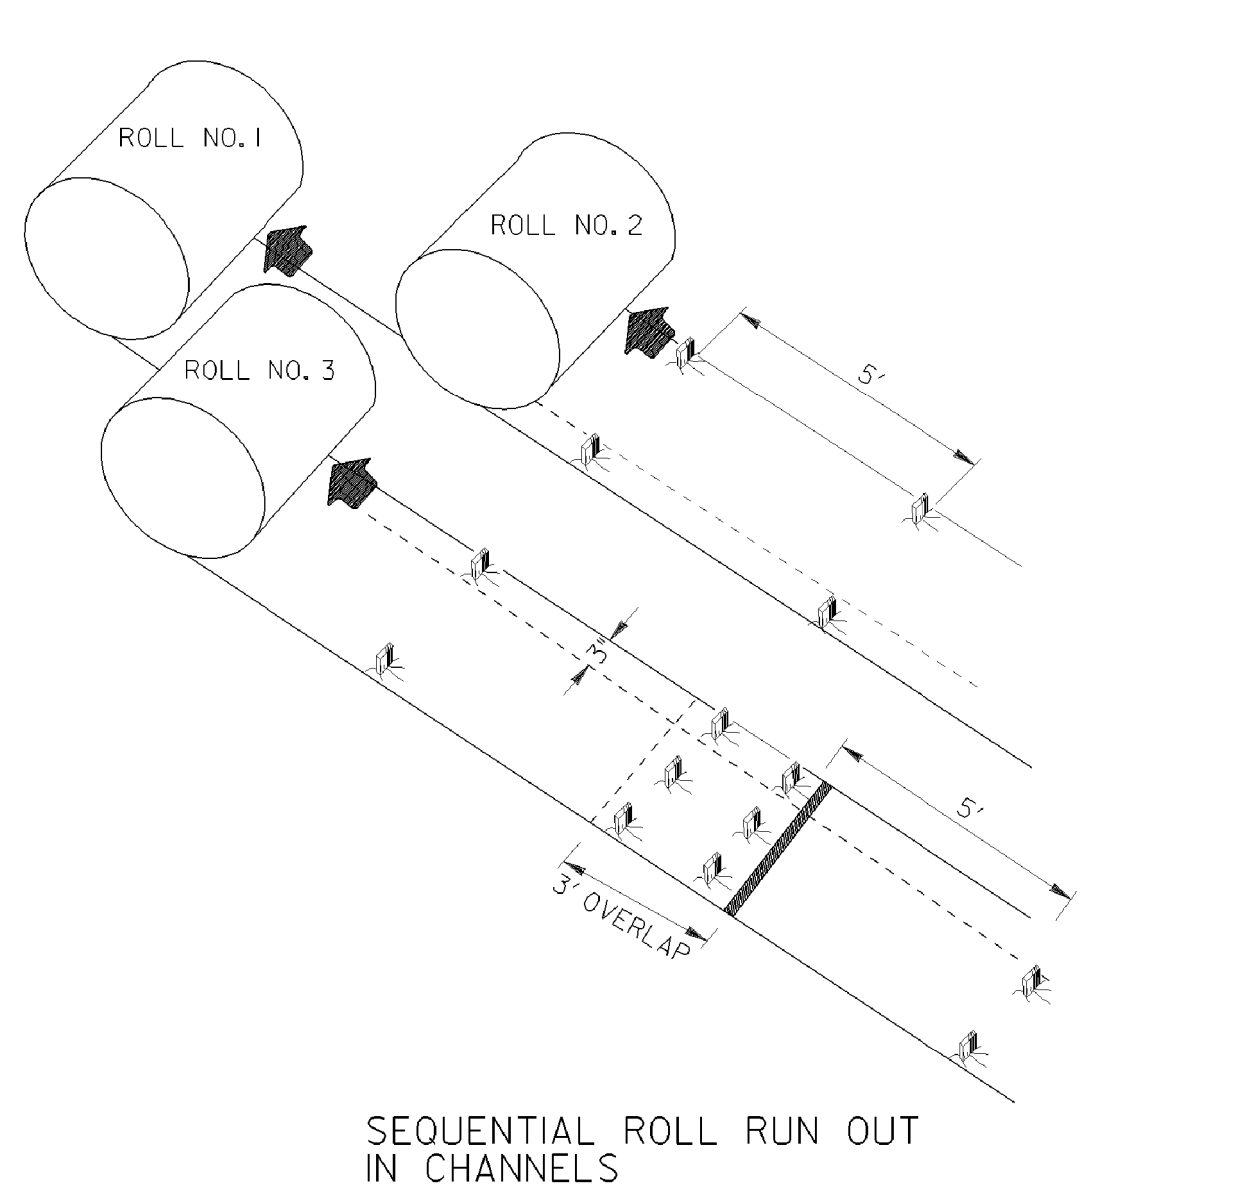 ROLL NO. 1
ROLL NO. 2
ROLL NO. 3
5'
3"
5'
3' OVERLAP
SEQUENTIAL ROLL RUN OUT
IN CHANNELS